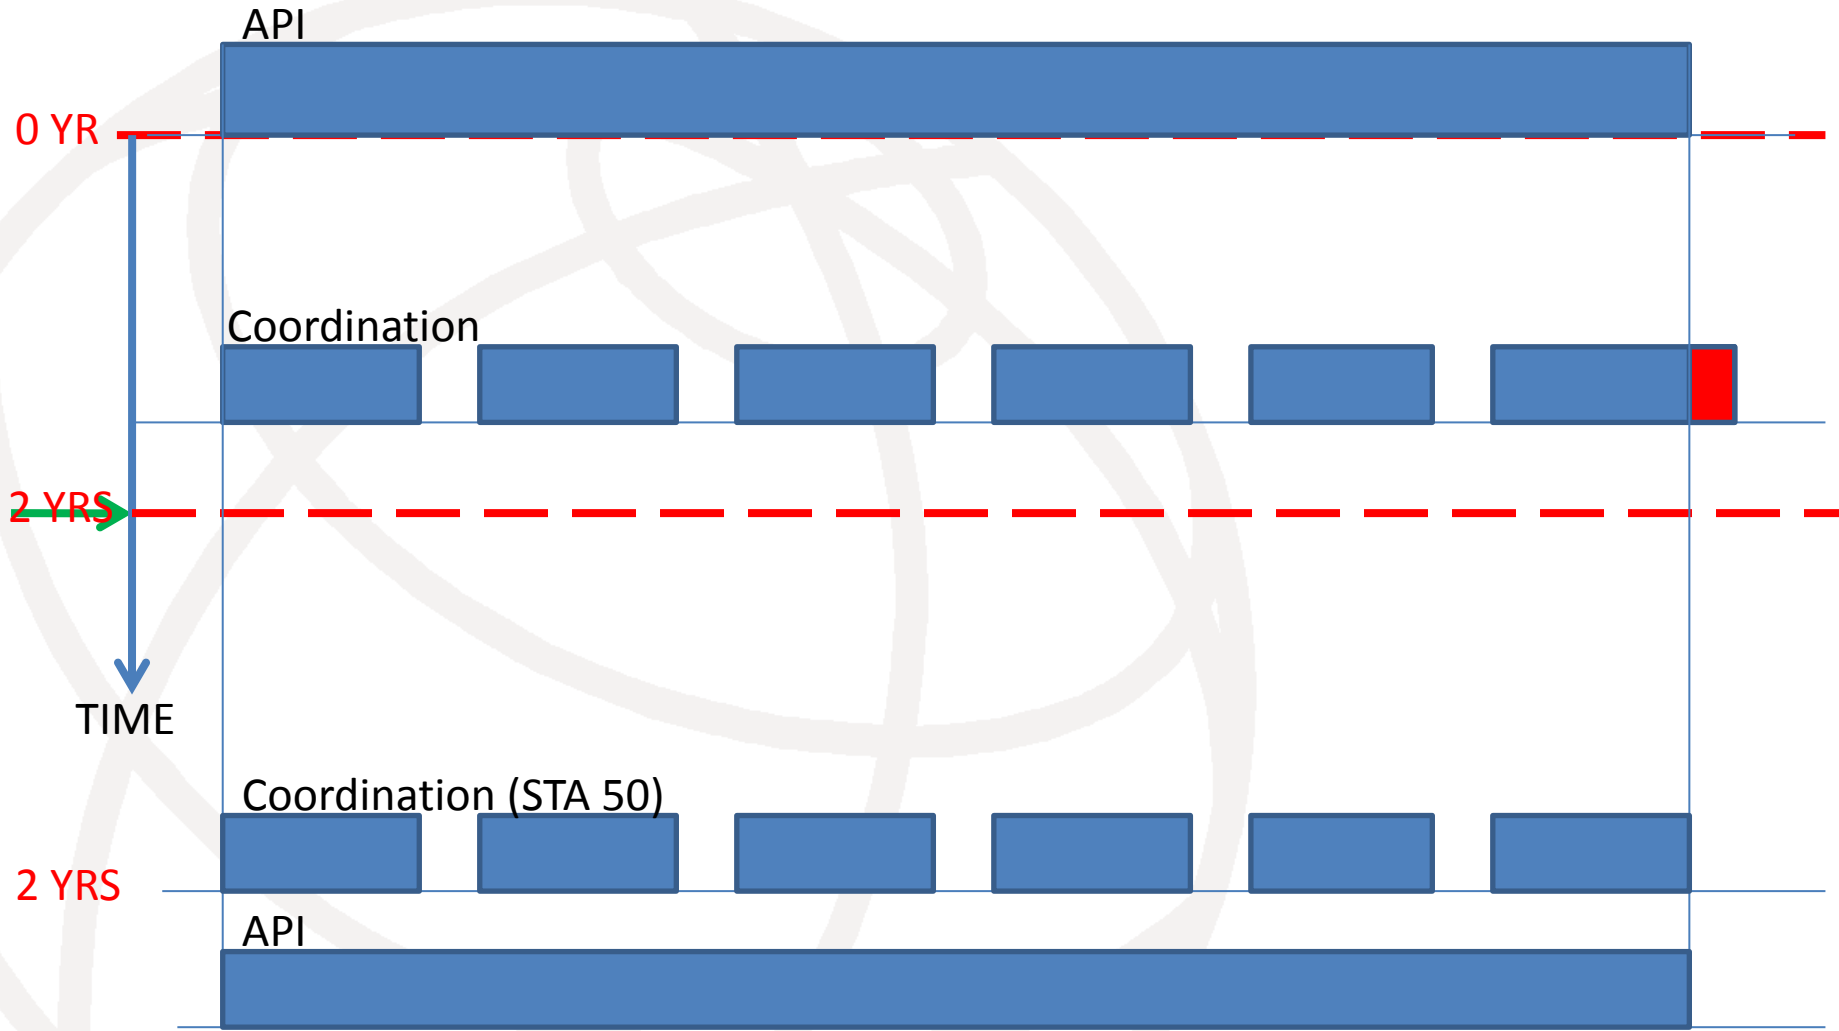 API
0 YR
Coordination
2 YRS
TIME
Coordination (STA 50)
2 YRS
API